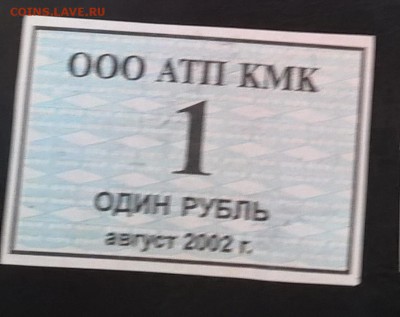 COINS.LAVE.RU
ООО АТП КМК
1
ОДИН РУБЛЬ
август 2002 г.